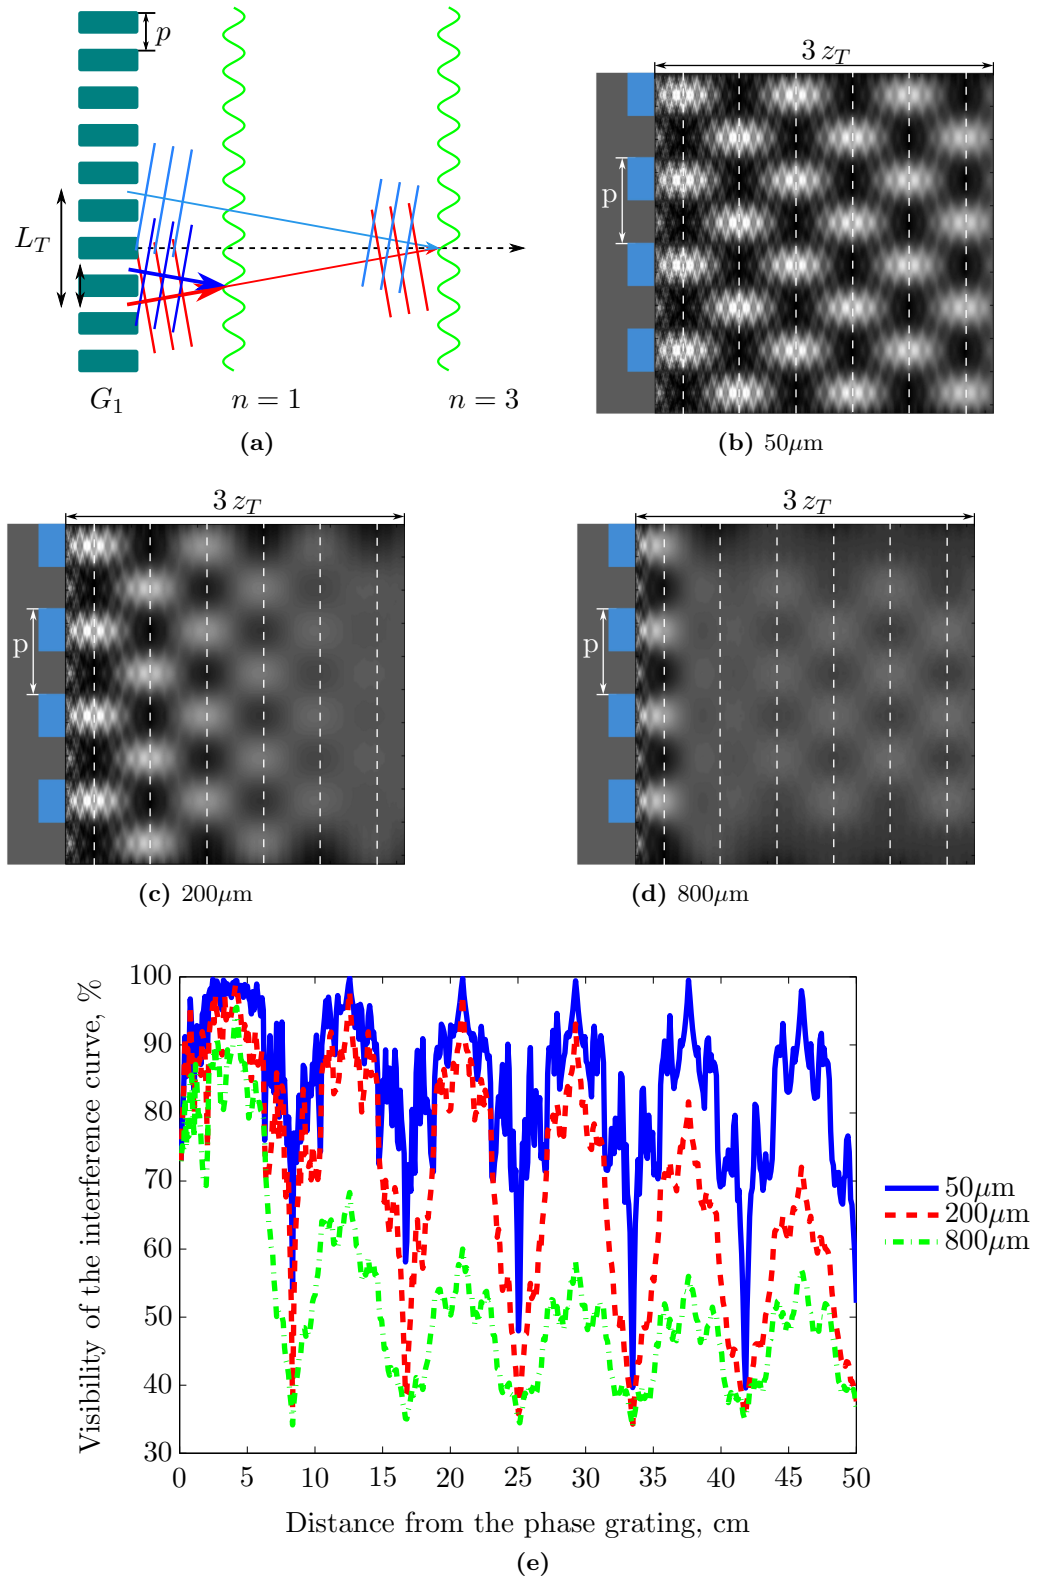 p
L_T
G_1
n = 1
n = 3
(a)
3 z_T
p
(b) 50μm
3 z_T
p
(c) 200μm
3 z_T
p
(d) 800μm
Visibility of the interference curve, %
100
90
80
70
60
50
40
30
0 5 10 15 20 25 30 35 40 45 50
50μm
200μm
800μm
Distance from the phase grating, cm
(e)